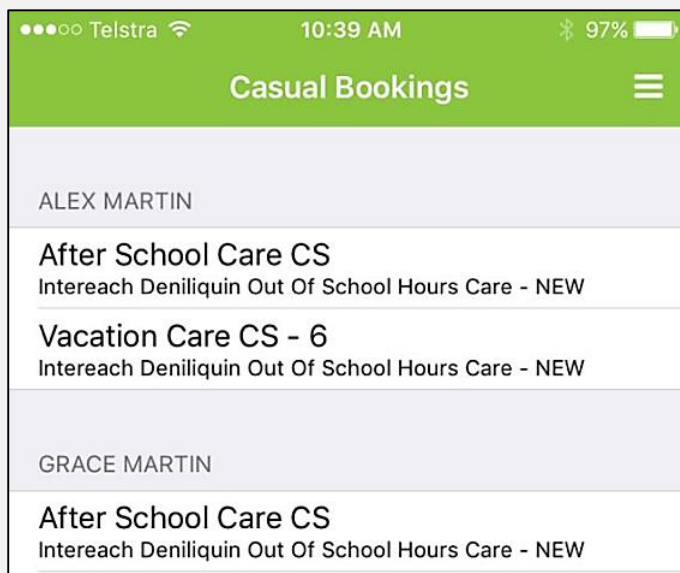 Telstra 10:39 AM 97%
Casual Bookings
ALEX MARTIN
After School Care CS
Intereach Deniliquin Out Of School Hours Care - NEW
Vacation Care CS - 6
Intereach Deniliquin Out Of School Hours Care - NEW
GRACE MARTIN
After School Care CS
Intereach Deniliquin Out Of School Hours Care - NEW